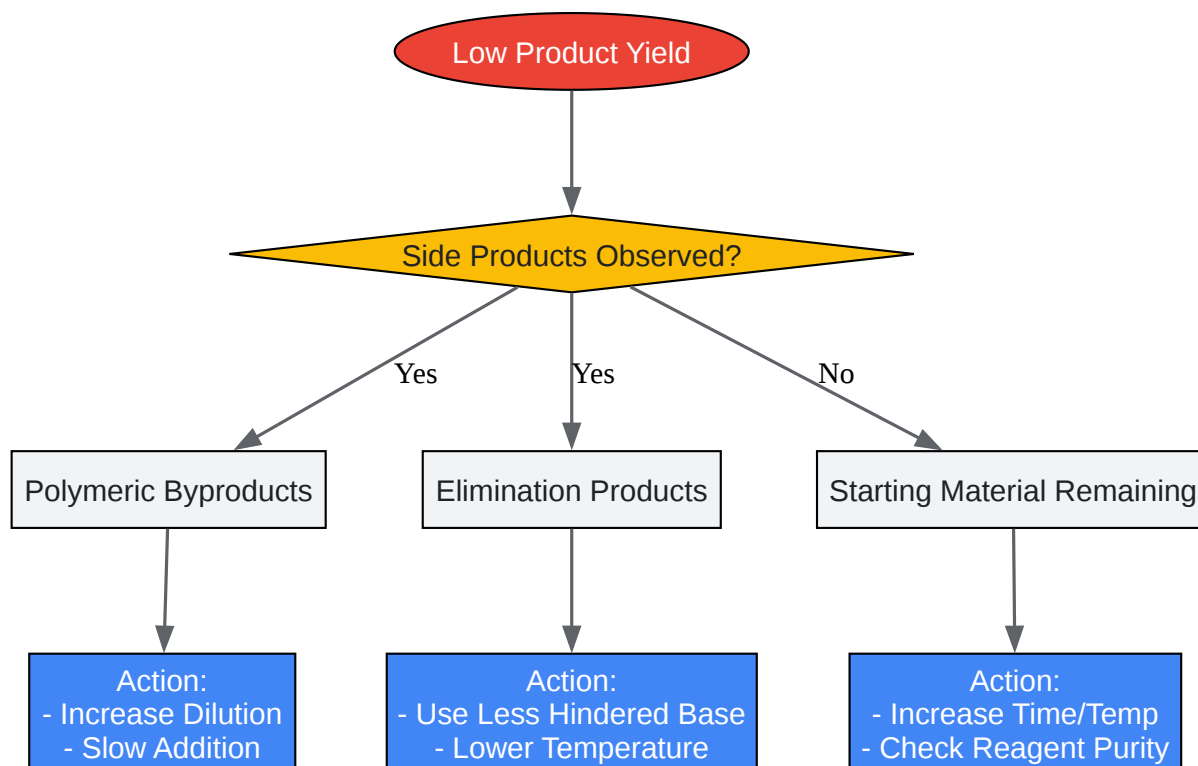 Low Product Yield
Side Products Observed?
Yes
Yes
No
Polymeric Byproducts
Elimination Products
Starting Material Remaining
Action:
- Increase Dilution
- Slow Addition
Action:
- Use Less Hindered Base
- Lower Temperature
Action:
- Increase Time/Temp
- Check Reagent Purity